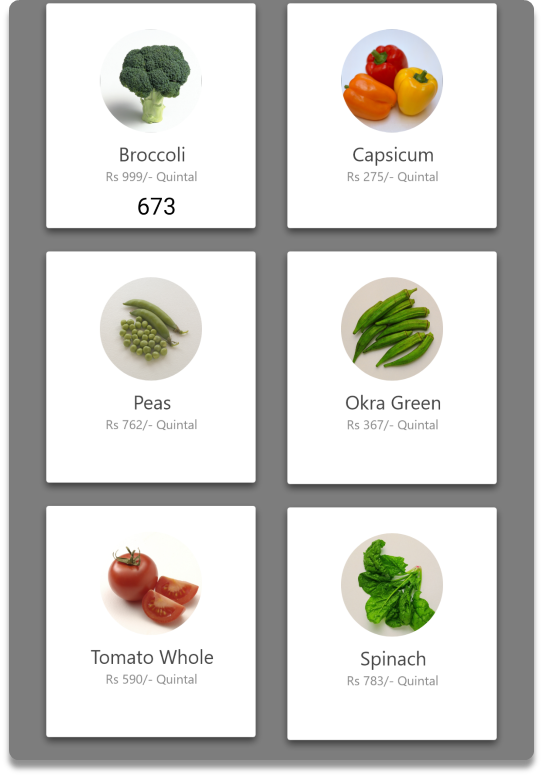 Broccoli
Rs 999/- Quintal
673
Capsicum
Rs 275/- Quintal
Peas
Rs 762/- Quintal
Okra Green
Rs 367/- Quintal
Tomato Whole
Rs 590/- Quintal
Spinach
Rs 783/- Quintal